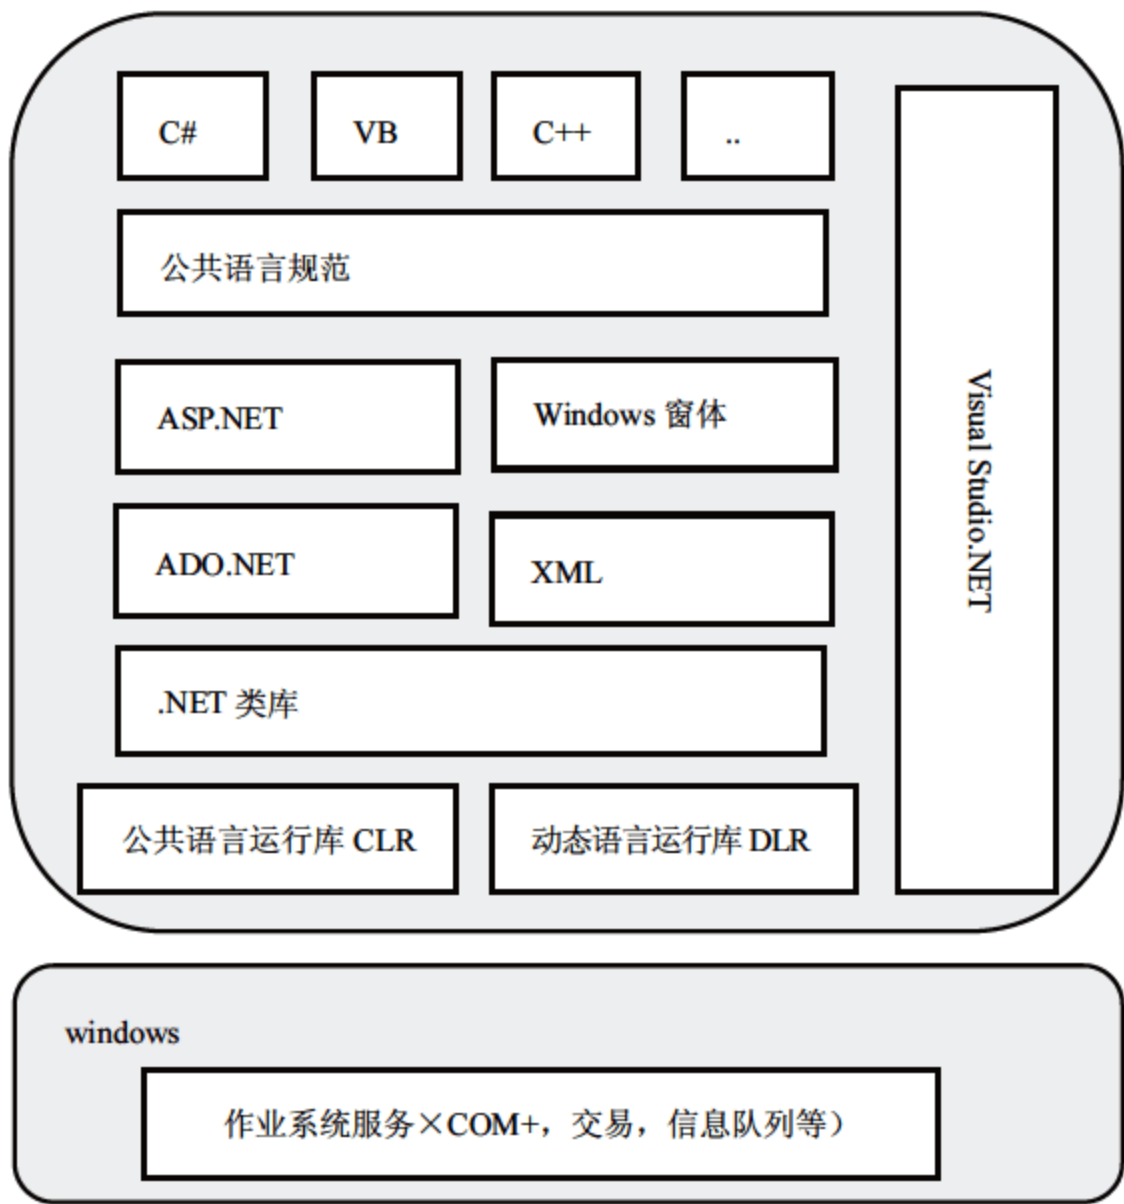 C#
VB
C++
..
公共语言规范
ASP.NET
Windows 窗体
ADO.NET
XML
.NET 类库
公共语言运行库 CLR
动态语言运行库 DLR
Visual Studio.NET
windows
作业系统服务×COM+，交易，信息队列等）